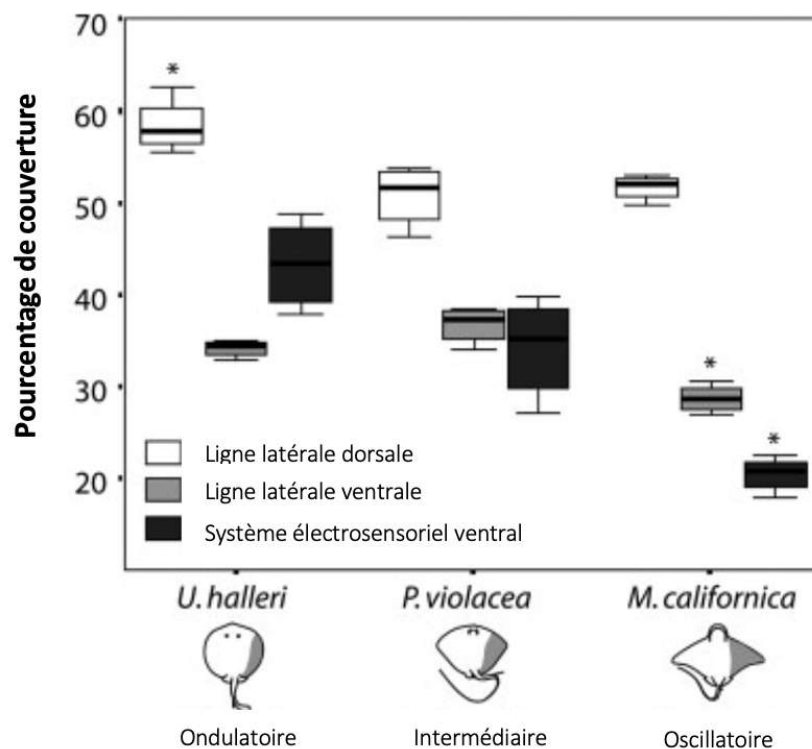 Pourcentage de couverture
70
60
50
40
30
20
*
*
*
Ligne latérale dorsale
Ligne latérale ventrale
Système électrosensoriel ventral
U. halleri P. violacea M. californica
Ondulatoire Intermédiaire Oscillatoire